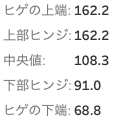 ヒゲの上端: 162.2
上部ヒンジ: 162.2
中央値: 108.3
下部ヒンジ: 91.0
ヒゲの下端: 68.8